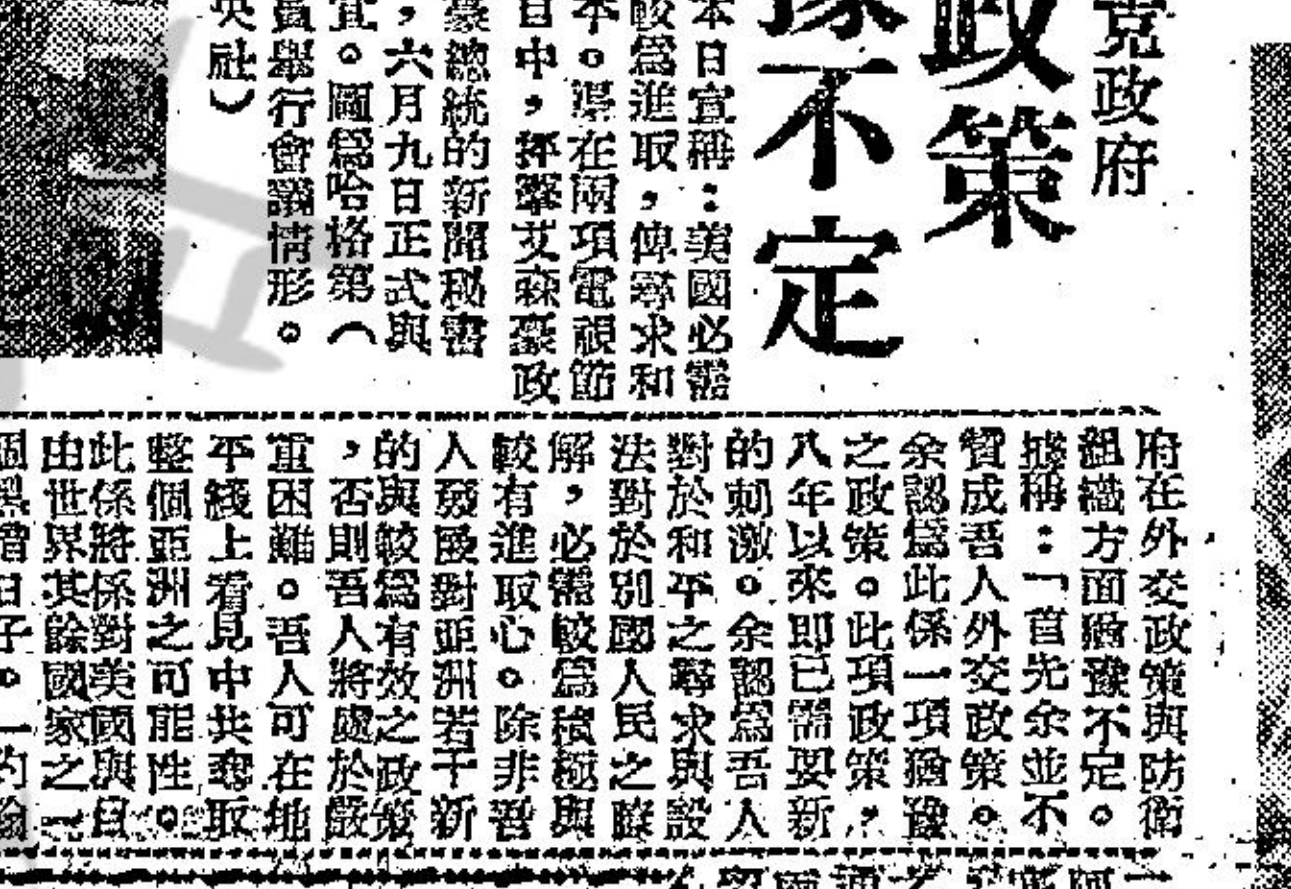 克政府
政策
豫不定
本日宣稱：美國必需
較爲進取，俾尋求和
平。渠在兩項電視節
目中，抨擊艾森豪政
府在外交政策與防衛
組織方面猶豫不定。
據稱：「首先余並不
贊成吾人外交政策。
余認爲此係一項猶豫
之政策。此項政策，
八年以來即已需要新
的刺激。余認爲吾人
對於和平之尋求與設
法對於別國人民之瞭
解，必需較爲積極與
較有進取心。除非吾
人發展對亞洲若干新
的與較爲有效之政策
，否則吾人將處於嚴
重困難。吾人可在地
平綫上看見中共奪取
整個亞洲之可能性。
此係將係對美國與自
由世界其餘國家之一
個黑暗日子。」約翰
豪總統的新聞秘書
，六月九日正式與
宜。圖爲哈格第（
員舉行會議情形。
央社）